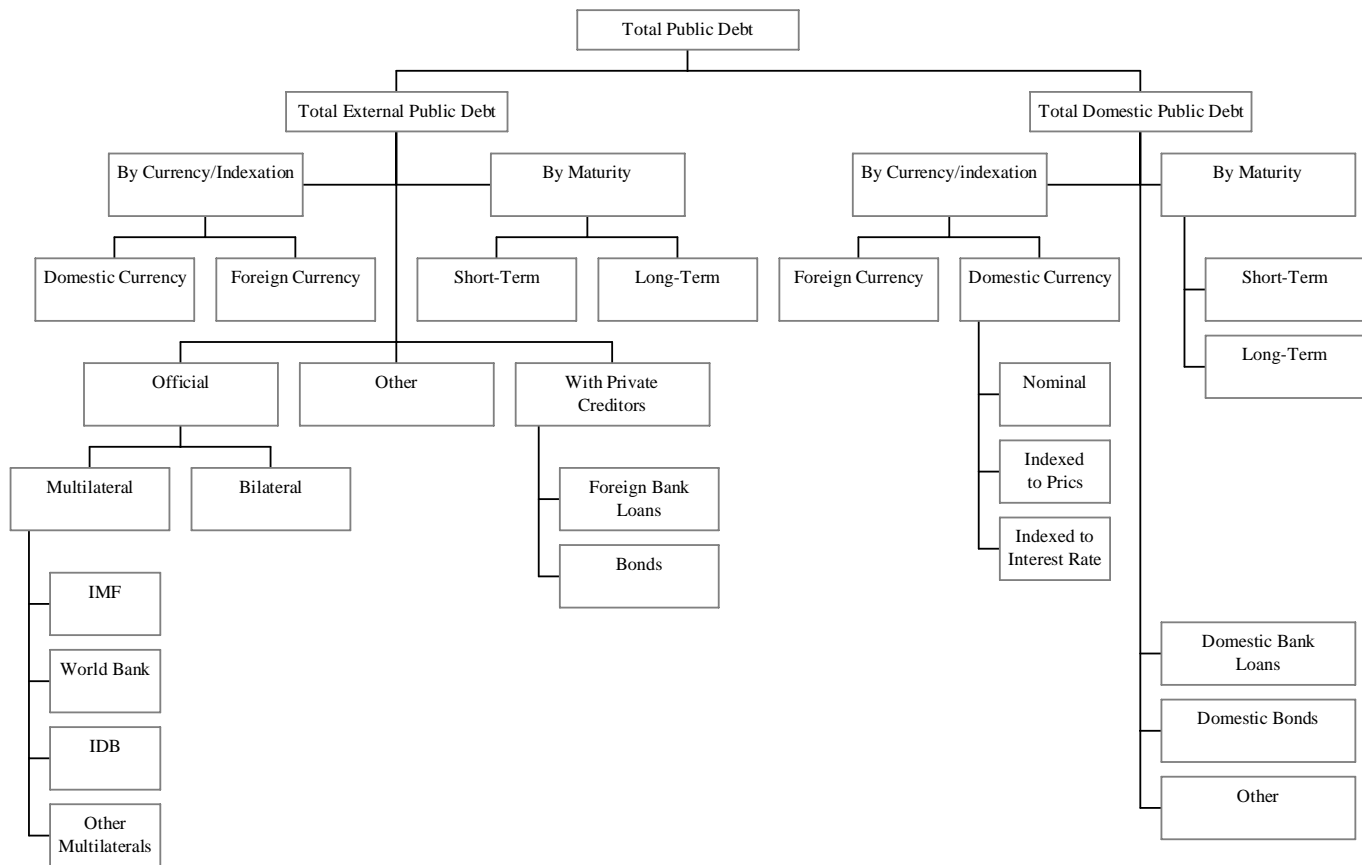 Total Public Debt
Total External Public Debt
Total Domestic Public Debt
By Currency/Indexation
By Maturity
By Currency/indexation
By Maturity
Domestic Currency
Foreign Currency
Short-Term
Long-Term
Foreign Currency
Domestic Currency
Short-Term
Long-Term
Official
Other
With Private
Creditors
Nominal
Indexed
to Prics
Indexed to
Interest Rate
Multilateral
Bilateral
Foreign Bank
Loans
Bonds
IMF
World Bank
IDB
Other
Multilaterals
Domestic Bank
Loans
Domestic Bonds
Other